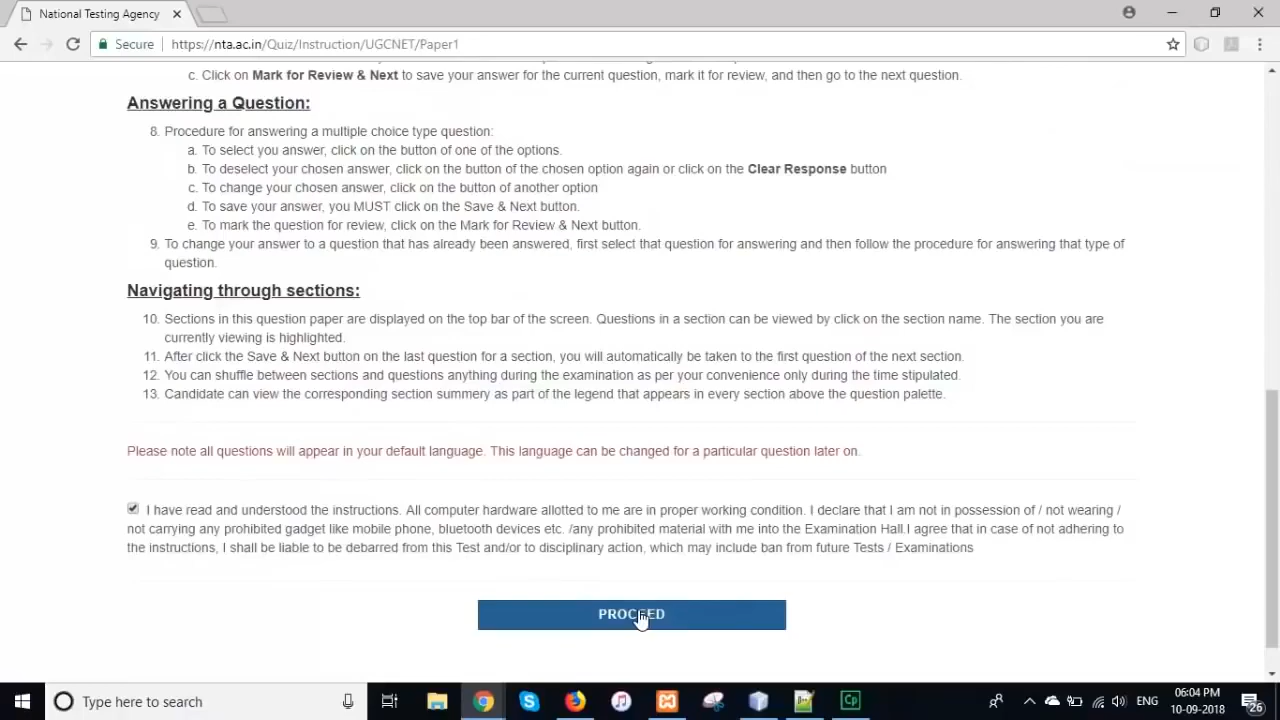 National Testing Agency
Secure
https://nta.ac.in/Quiz/Instruction/UGCNET/Paper1
c. Click on Mark for Review & Next to save your answer for the current question, mark it for review, and then go to the next question.
Answering a Question:
8. Procedure for answering a multiple choice type question:
a. To select you answer, click on the button of one of the options.
b. To deselect your chosen answer, click on the button of the chosen option again or click on the Clear Response button
c. To change your chosen answer, click on the button of another option
d. To save your answer, you MUST click on the Save & Next button.
e. To mark the question for review, click on the Mark for Review & Next button.
9. To change your answer to a question that has already been answered, first select that question for answering and then follow the procedure for answering that type of
question.
Navigating through sections:
10. Sections in this question paper are displayed on the top bar of the screen. Questions in a section can be viewed by click on the section name. The section you are
currently viewing is highlighted.
11. After click the Save & Next button on the last question for a section, you will automatically be taken to the first question of the next section.
12. You can shuffle between sections and questions anything during the examination as per your convenience only during the time stipulated.
13. Candidate can view the corresponding section summery as part of the legend that appears in every section above the question palette.
Please note all questions will appear in your default language. This language can be changed for a particular question later on.
I have read and understood the instructions. All computer hardware allotted to me are in proper working condition. I declare that I am not in possession of / not wearing /
not carrying any prohibited gadget like mobile phone, bluetooth devices etc. /any prohibited material with me into the Examination Hall.I agree that in case of not adhering to
the instructions, I shall be liable to be debarred from this Test and/or to disciplinary action, which may include ban from future Tests / Examinations
PROCEED
Type here to search
Cp
ENG
06:04 PM
10-09-2018
26